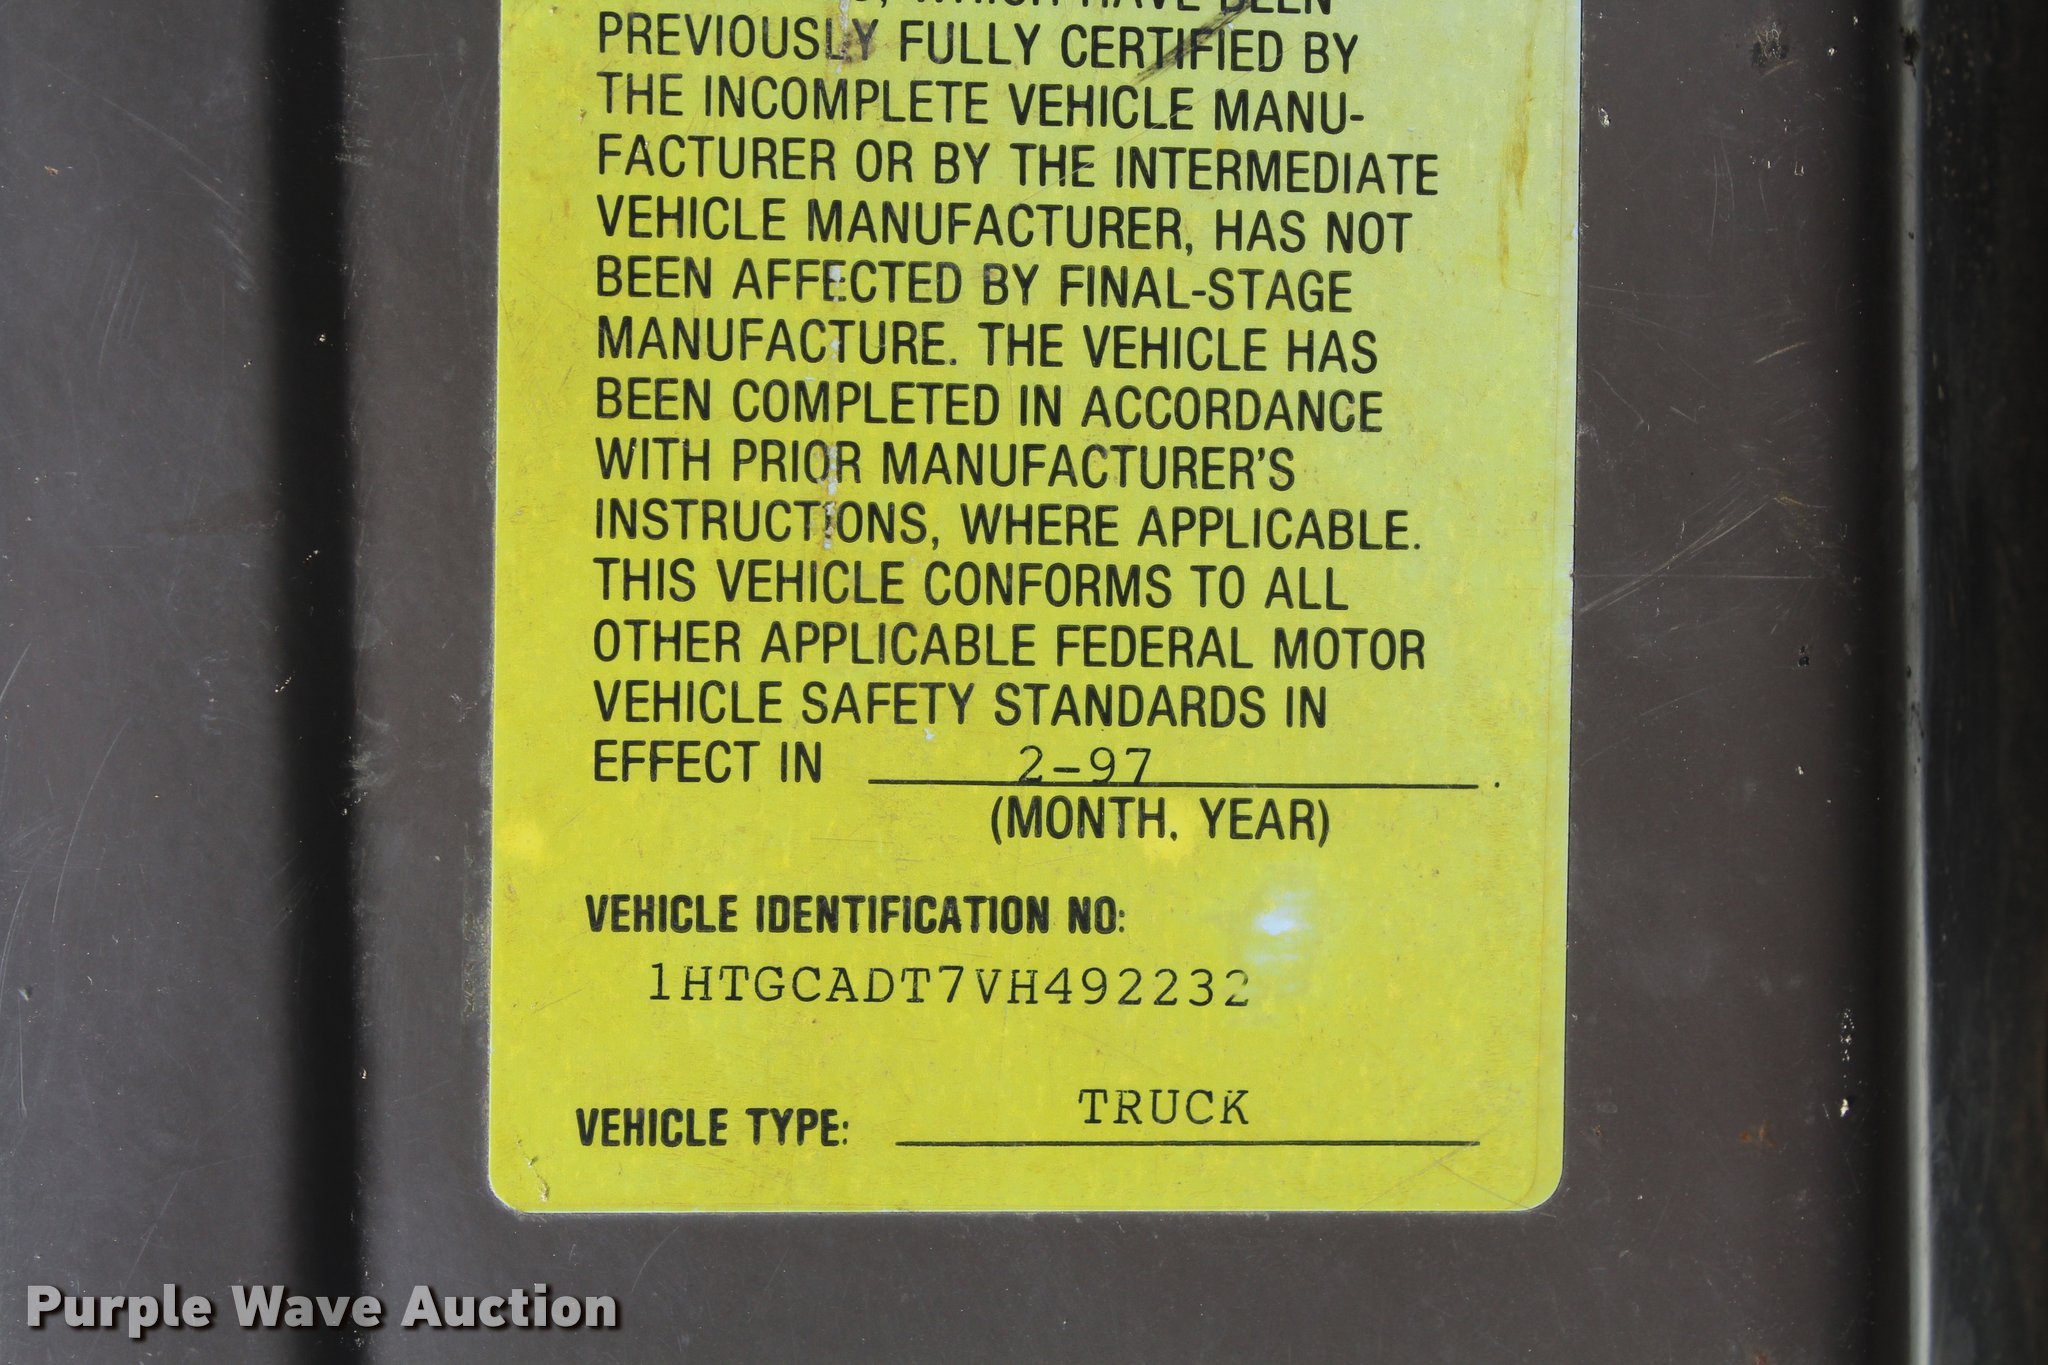 WHICH HAVE BEEN
PREVIOUSLY FULLY CERTIFIED BY
THE INCOMPLETE VEHICLE MANU-
FACTURER OR BY THE INTERMEDIATE
VEHICLE MANUFACTURER, HAS NOT
BEEN AFFECTED BY FINAL-STAGE
MANUFACTURE. THE VEHICLE HAS
BEEN COMPLETED IN ACCORDANCE
WITH PRIOR MANUFACTURER'S
INSTRUCTIONS, WHERE APPLICABLE.
THIS VEHICLE CONFORMS TO ALL
OTHER APPLICABLE FEDERAL MOTOR
VEHICLE SAFETY STANDARDS IN
EFFECT IN 2-97.
(MONTH, YEAR)
VEHICLE IDENTIFICATION NO:
1HTGCADT7VH492232
VEHICLE TYPE: TRUCK
Purple Wave Auction